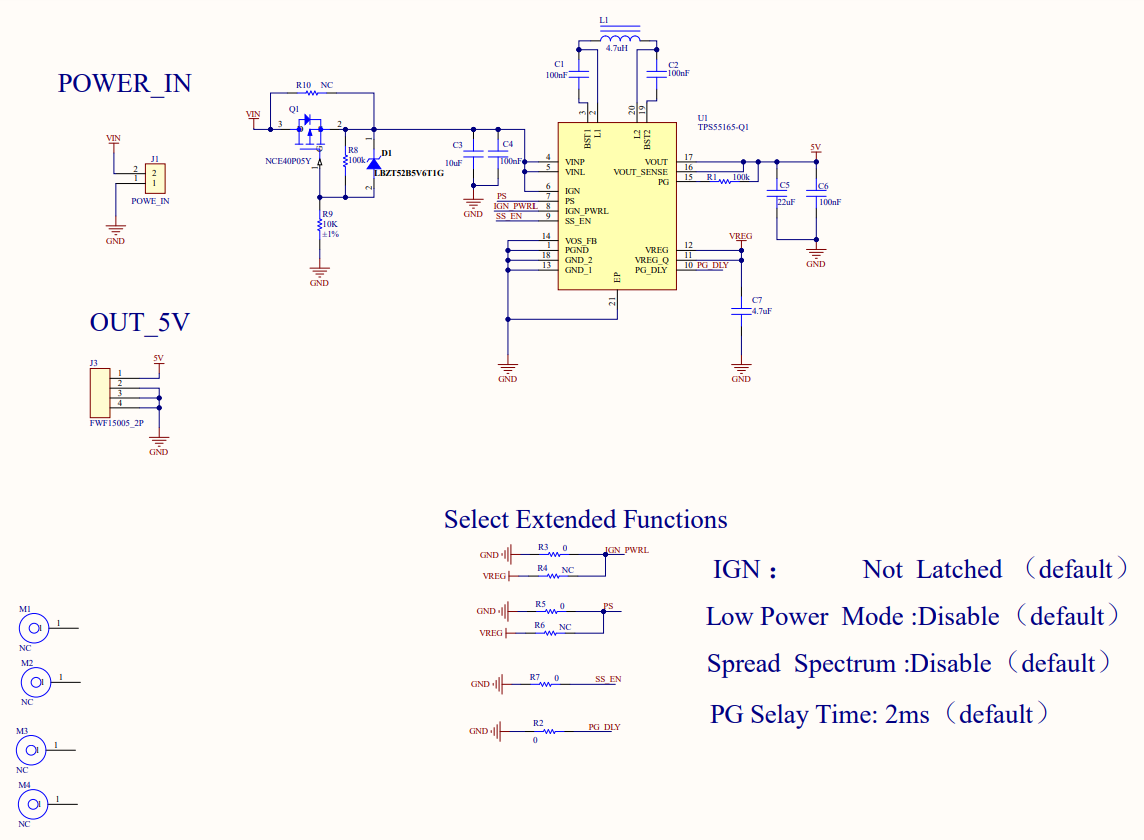 POWER_IN
VIN
J1
2 2
1 1
POWE_IN
GND
OUT_5V
J3
5V
1
2
3
4
FWF15005_2P
GND
R10 NC
VIN
Q1
3 2
NCE40P05Y
G
1
R8
100k
1
D1
LBZT52B5V6T1G
2
R9
10K
±1%
GND
C3
10uF
C4
100nF
GND
L1
4.7uH
C1
100nF
C2
100nF
3 2 20 19
BST1 L1 L2 BST2
U1
TPS55165-Q1
4 VINP VOUT 17
5 VINL VOUT_SENSE 16
PG 15
6 IGN
PS 7 PS
IGN_PWRL 8 IGN_PWRL
SS_EN 9 SS_EN
14 VOS_FB
1 PGND VREG 12
18 GND_2 VREG_Q 11
13 GND_1 PG_DLY 10 PG_DLY
EP
21
GND
R1 100k
5V
C5
22uF
C6
100nF
GND
VREG
C7
4.7uF
GND
Select Extended Functions
GND R3 0 IGN_PWRL
VREG R4 NC
GND R5 0 PS
VREG R6 NC
GND R7 0 SS_EN
GND R2 PG_DLY
0
IGN： Not Latched （default）
Low Power Mode :Disable（default）
Spread Spectrum :Disable（default）
PG Selay Time: 2ms（default）
M1
1 1
NC
M2
1 1
NC
M3
1 1
NC
M4
1 1
NC